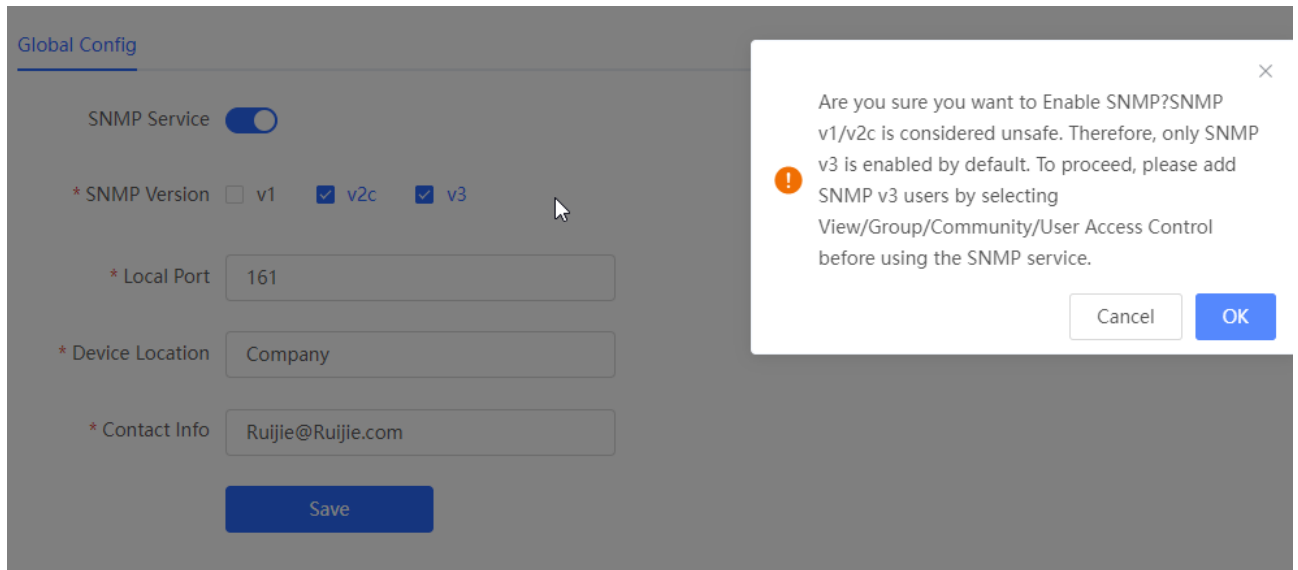 Global Config
SNMP Service
* SNMP Version v1 v2c v3
* Local Port 161
* Device Location Company
* Contact Info Ruijie@Ruijie.com
Save
Are you sure you want to Enable SNMP?SNMP
v1/v2c is considered unsafe. Therefore, only SNMP
v3 is enabled by default. To proceed, please add
SNMP v3 users by selecting
View/Group/Community/User Access Control
before using the SNMP service.
Cancel OK